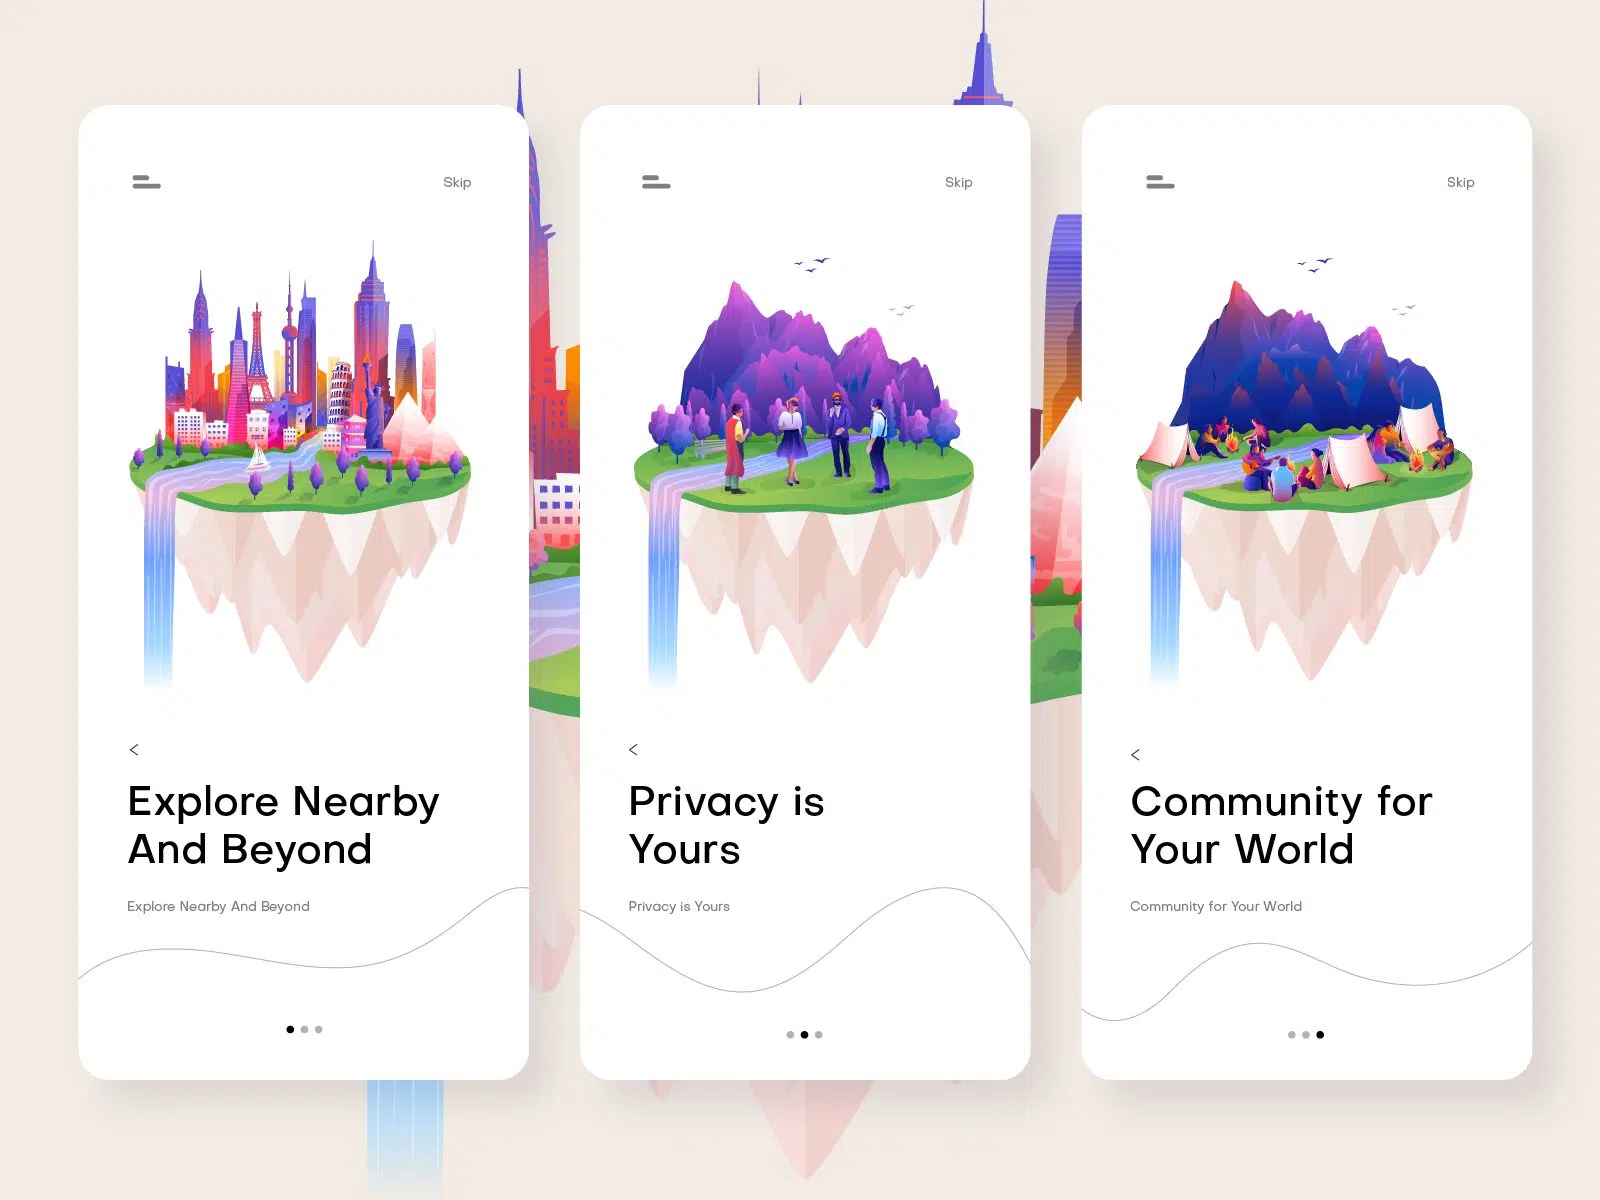 Skip
Explore Nearby
And Beyond
Explore Nearby And Beyond
Skip
Privacy is
Yours
Privacy is Yours
Skip
Community for
Your World
Community for Your World